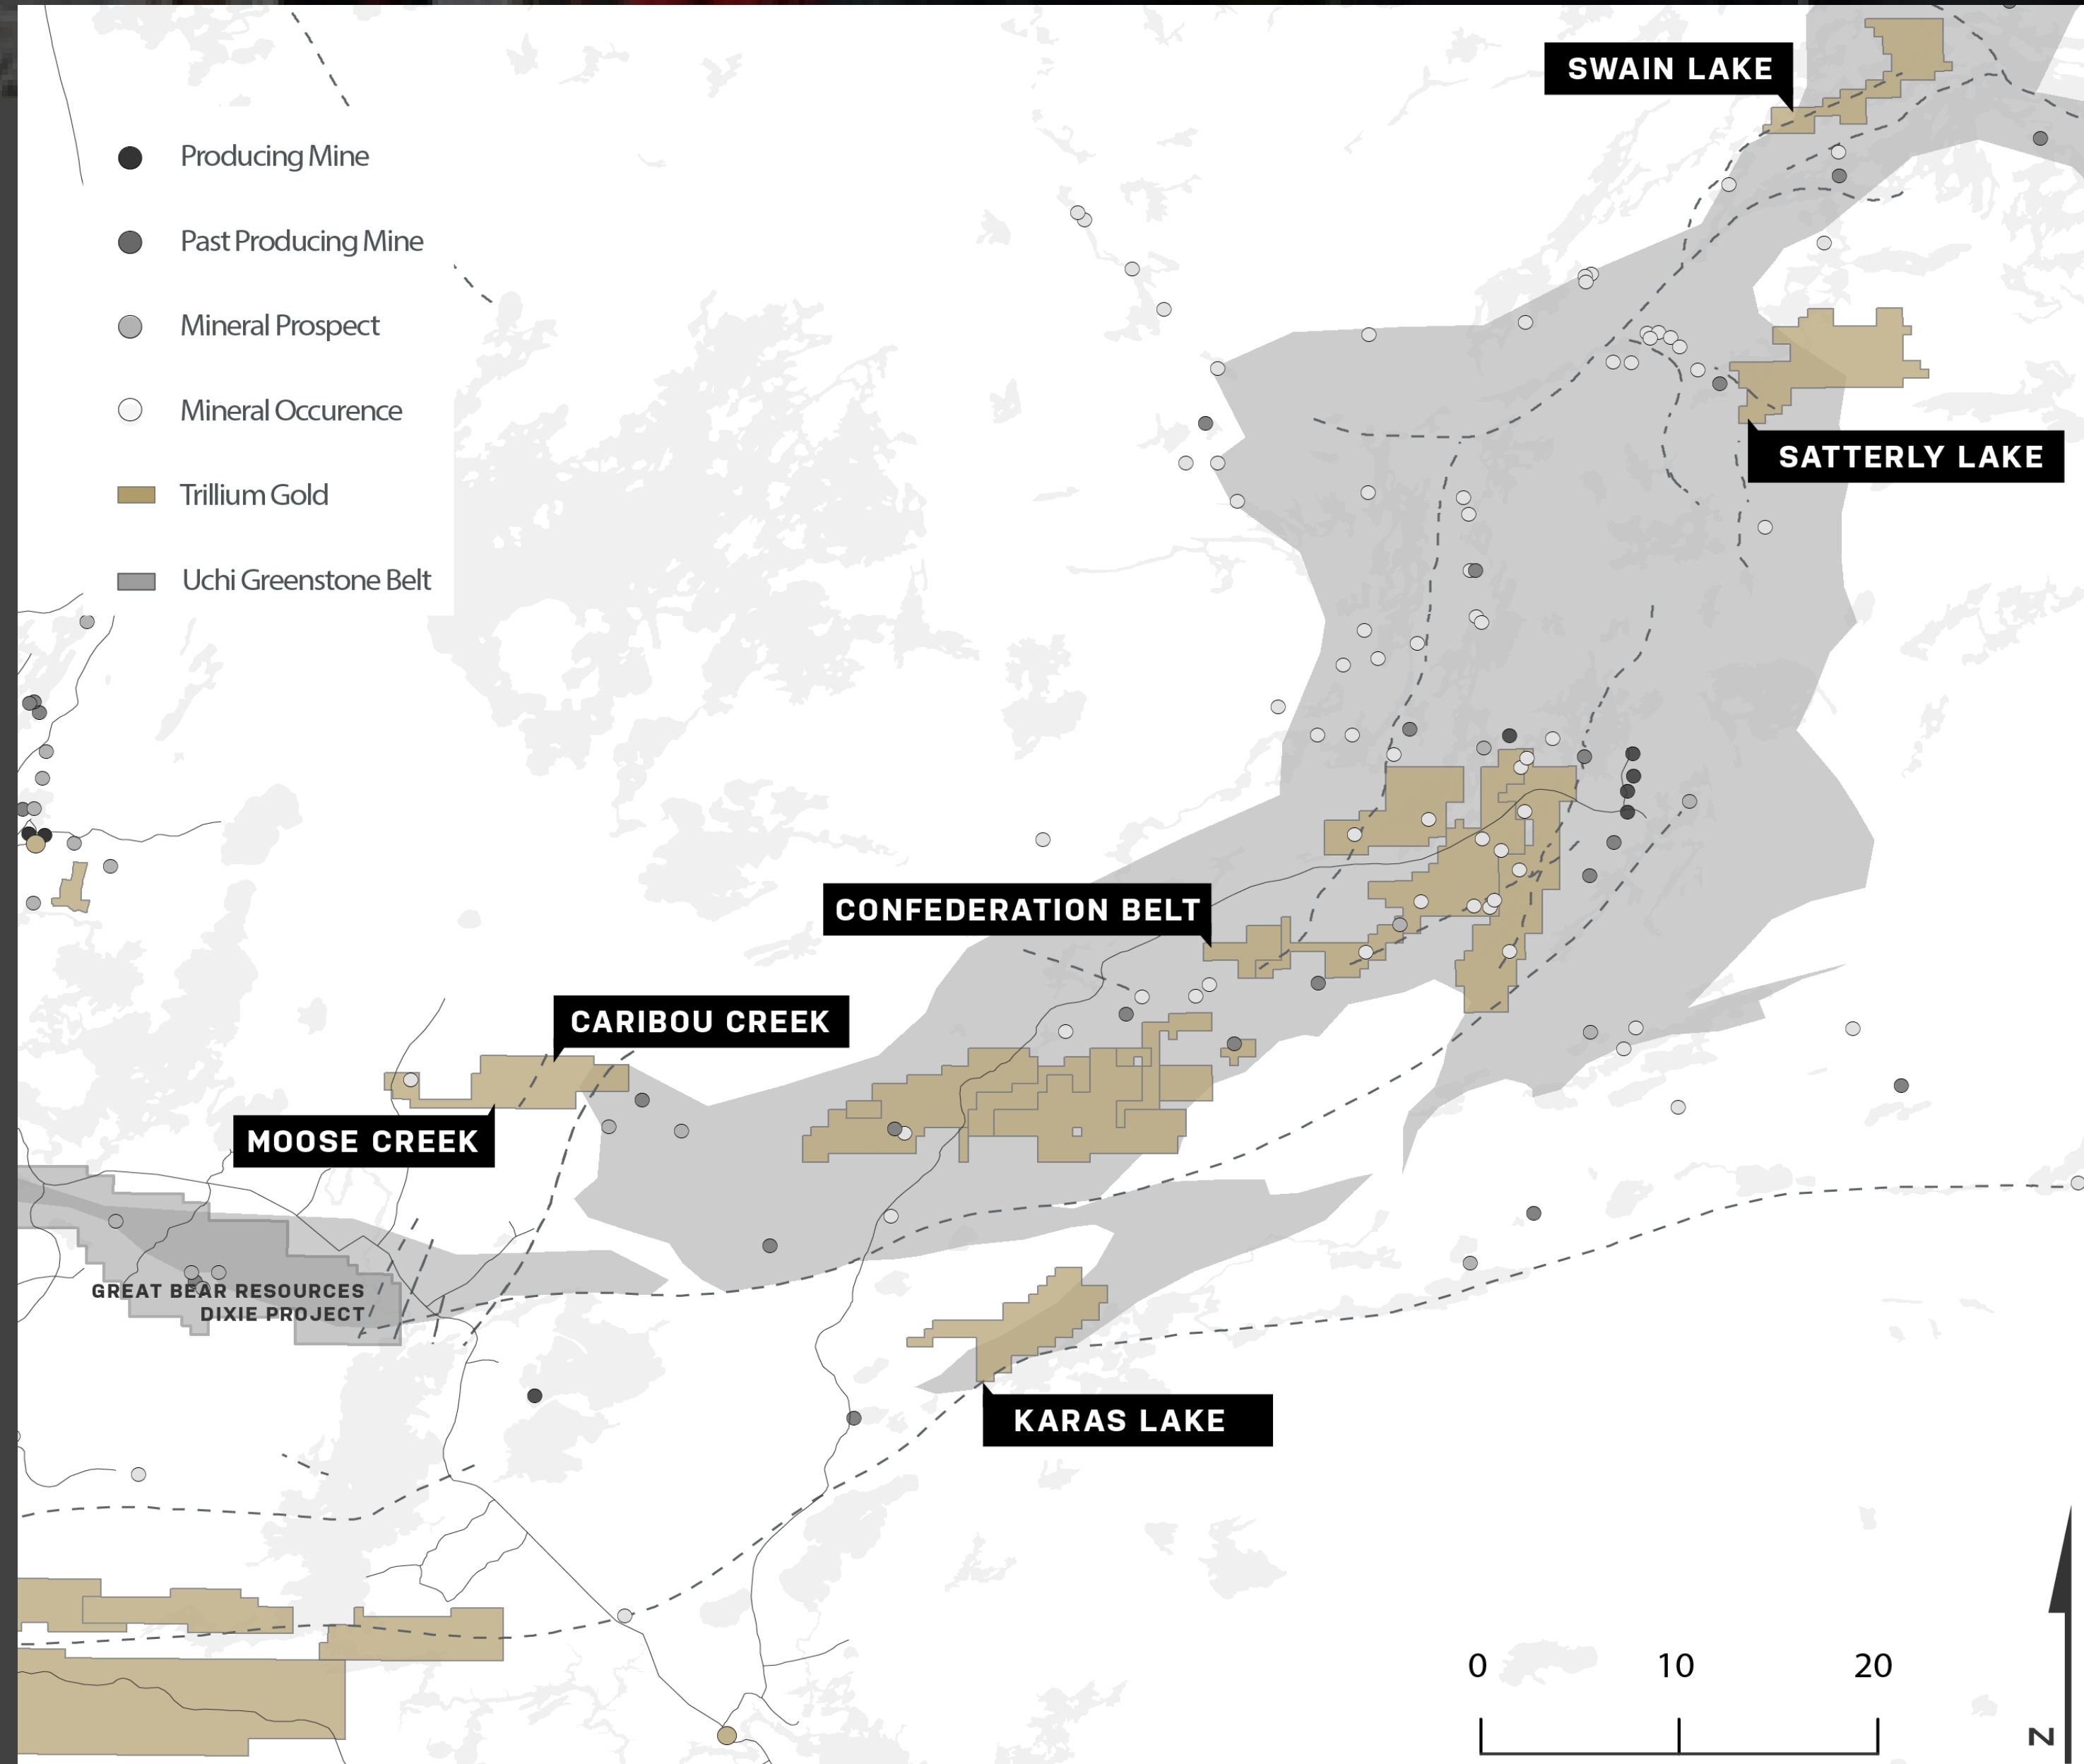 SWAIN LAKE
Producing Mine
Past Producing Mine
Mineral Prospect
Mineral Occurence
Trillium Gold
Uchi Greenstone Belt
SATTERLY LAKE
CONFEDERATION BELT
CARIBOU CREEK
MOOSE CREEK
GREAT BEAR RESOURCES
DIXIE PROJECT
KARAS LAKE
0 10 20
N